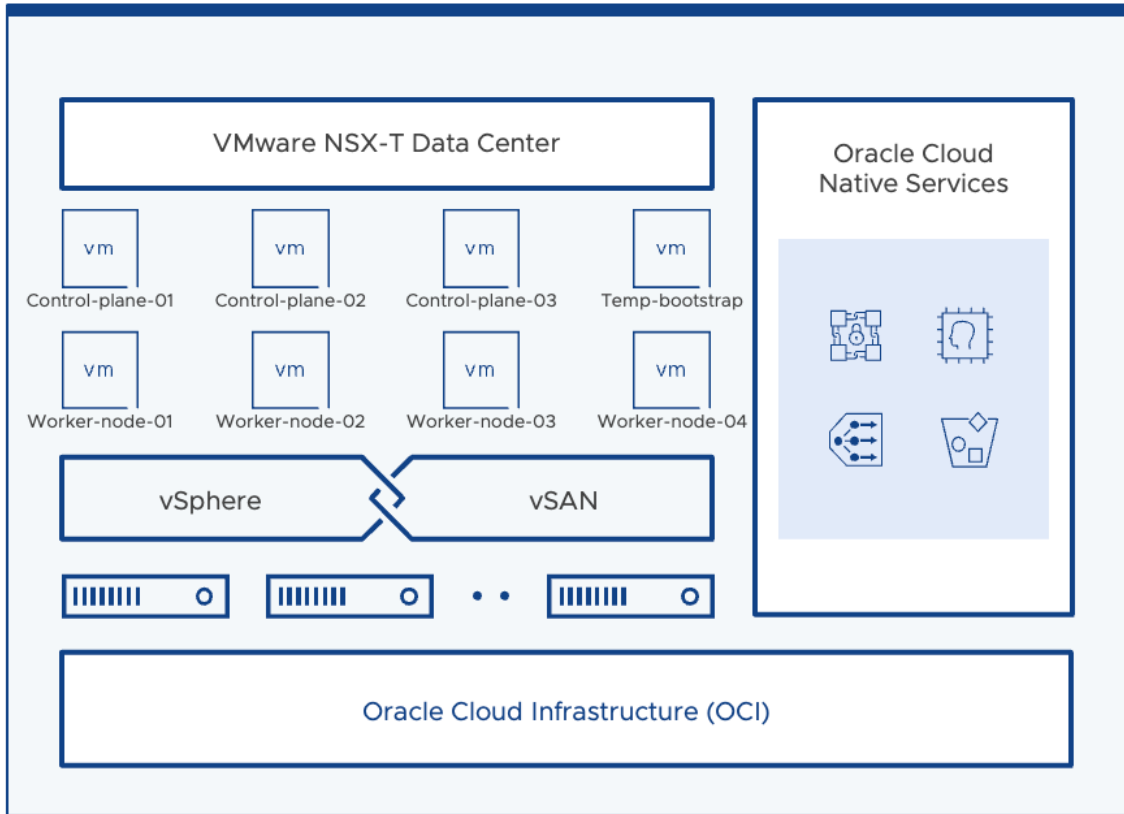 VMware NSX-T Data Center
Oracle Cloud
Native Services
vm
vm
vm
vm
Control-plane-01
Control-plane-02
Control-plane-03
Temp-bootstrap
vm
vm
vm
vm
Worker-node-01
Worker-node-02
Worker-node-03
Worker-node-04
vSphere
vSAN
Oracle Cloud Infrastructure (OCI)